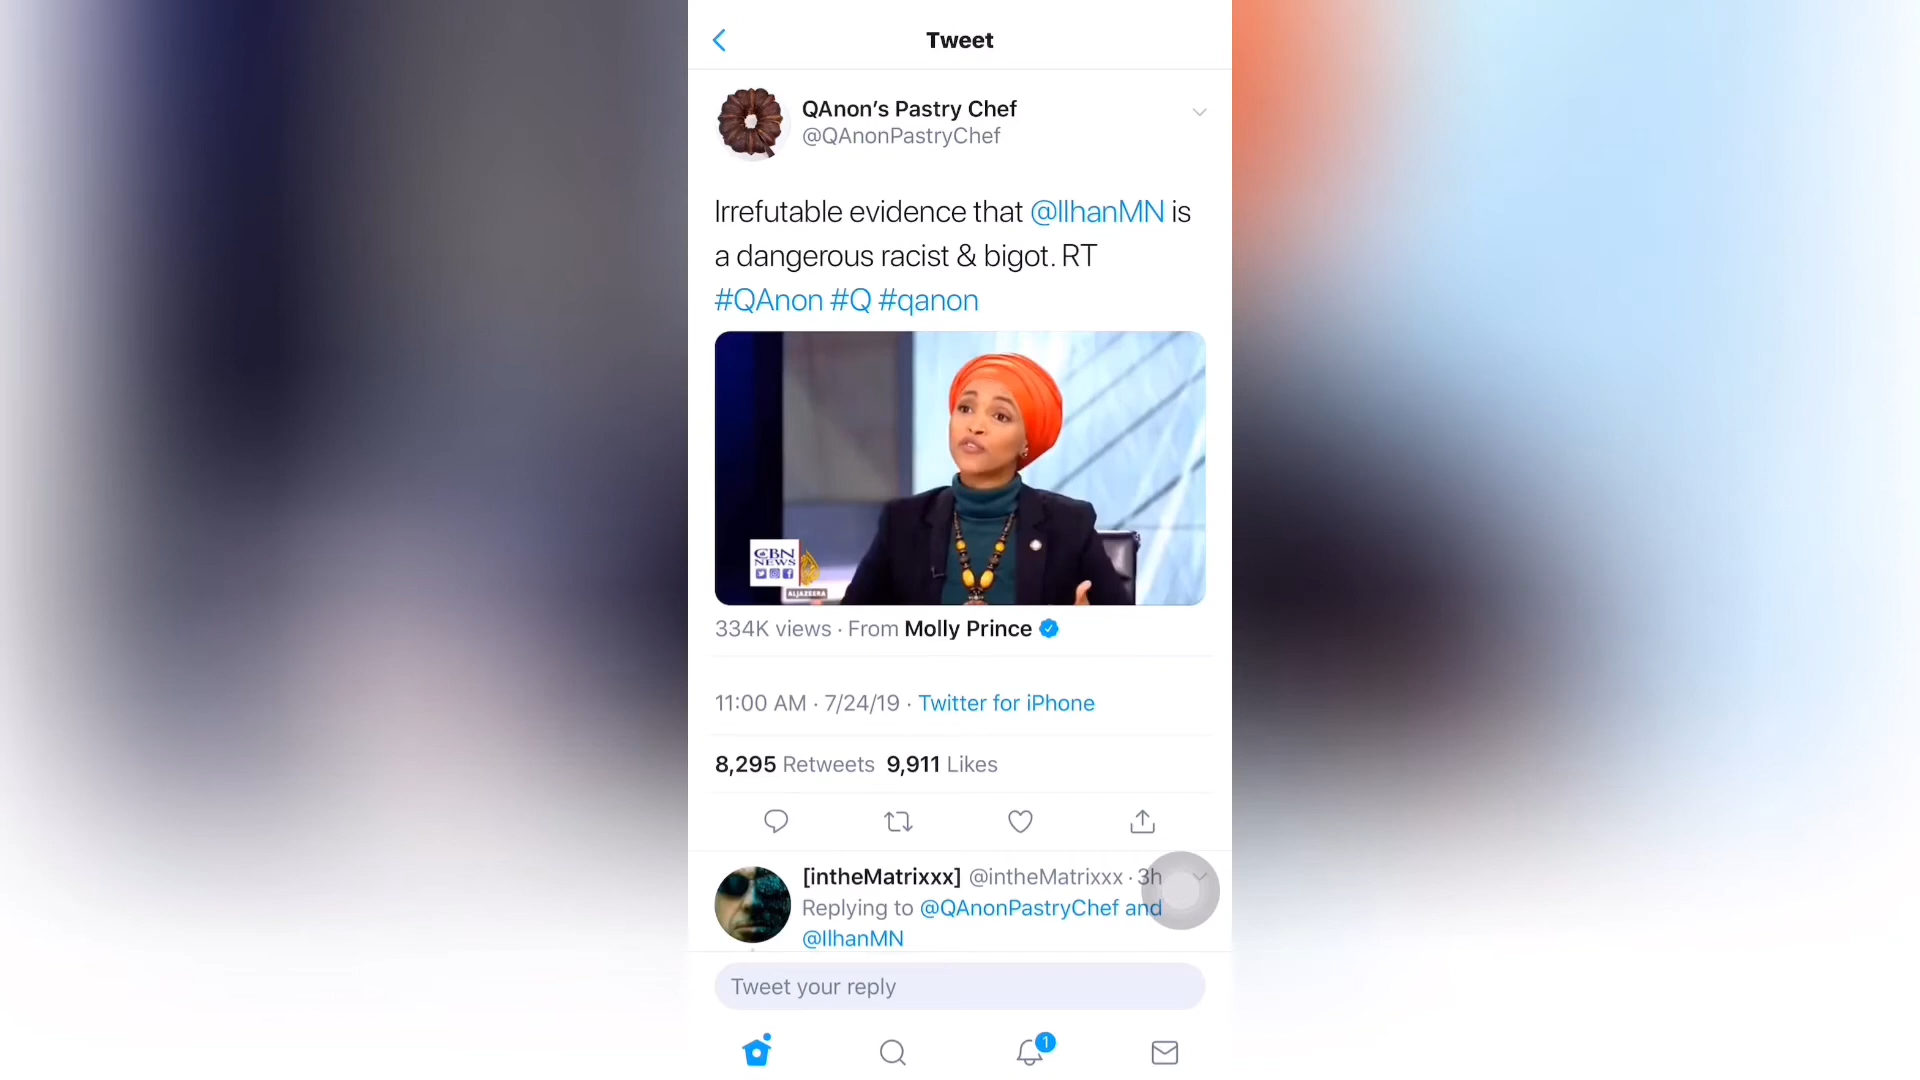 Tweet
QAnon’s Pastry Chef
@QAnonPastryChef
Irrefutable evidence that @IlhanMN is
a dangerous racist & bigot. RT
#QAnon #Q #qanon
CBN
NEWS
ALJAZEERA
334K views · From Molly Prince
11:00 AM · 7/24/19 · Twitter for iPhone
8,295 Retweets 9,911 Likes
[intheMatrixxx] @intheMatrixxx · 3h
Replying to @QAnonPastryChef and
@IlhanMN
Tweet your reply
1